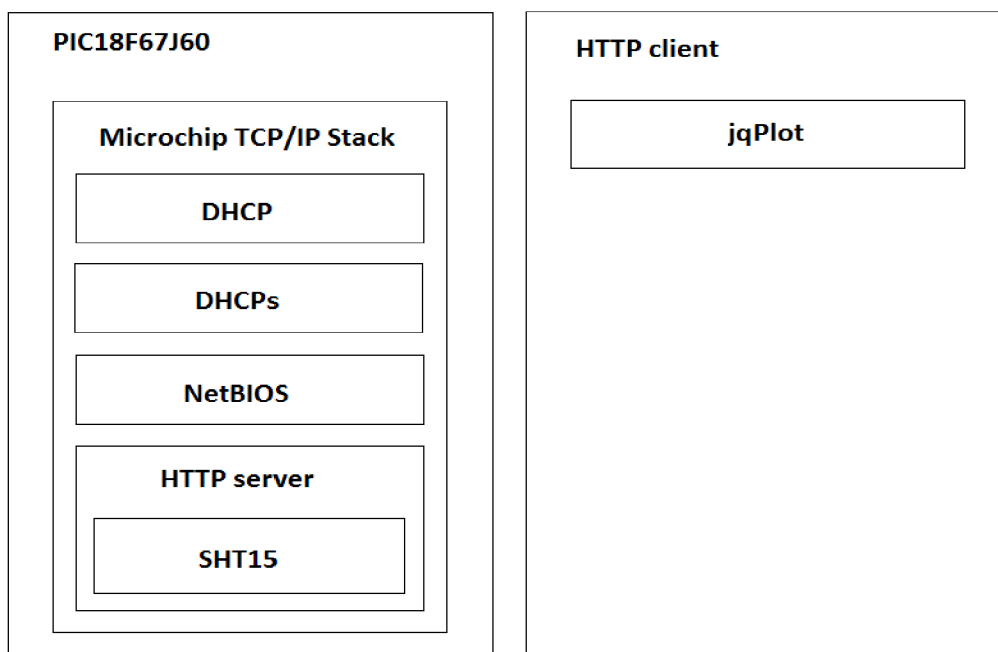 PIC18F67J60
Microchip TCP/IP Stack
DHCP
DHCPs
NetBIOS
HTTP server
SHT15
HTTP client
jqPlot